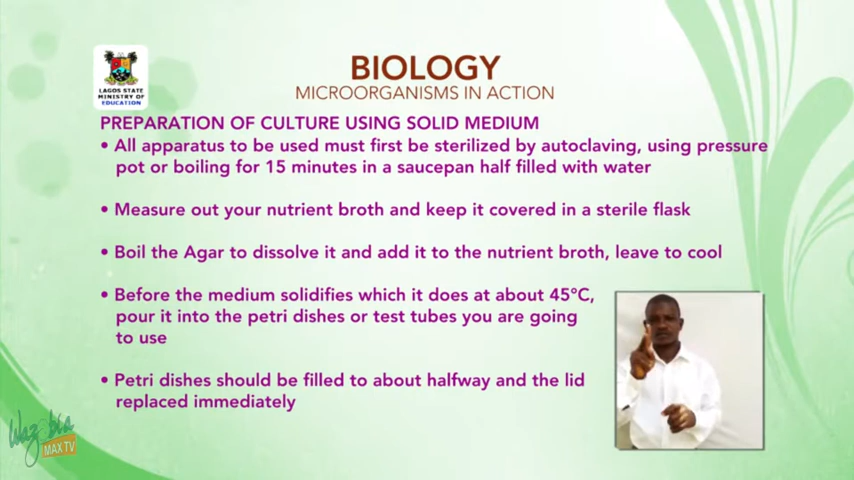 LAGOS STATE
MINISTRY OF
EDUCATION
BIOLOGY
MICROORGANISMS IN ACTION
PREPARATION OF CULTURE USING SOLID MEDIUM
• All apparatus to be used must first be sterilized by autoclaving, using pressure
pot or boiling for 15 minutes in a saucepan half filled with water
• Measure out your nutrient broth and keep it covered in a sterile flask
• Boil the Agar to dissolve it and add it to the nutrient broth, leave to cool
• Before the medium solidifies which it does at about 45°C,
pour it into the petri dishes or test tubes you are going
to use
• Petri dishes should be filled to about halfway and the lid
replaced immediately
Wazobia
MAX TV